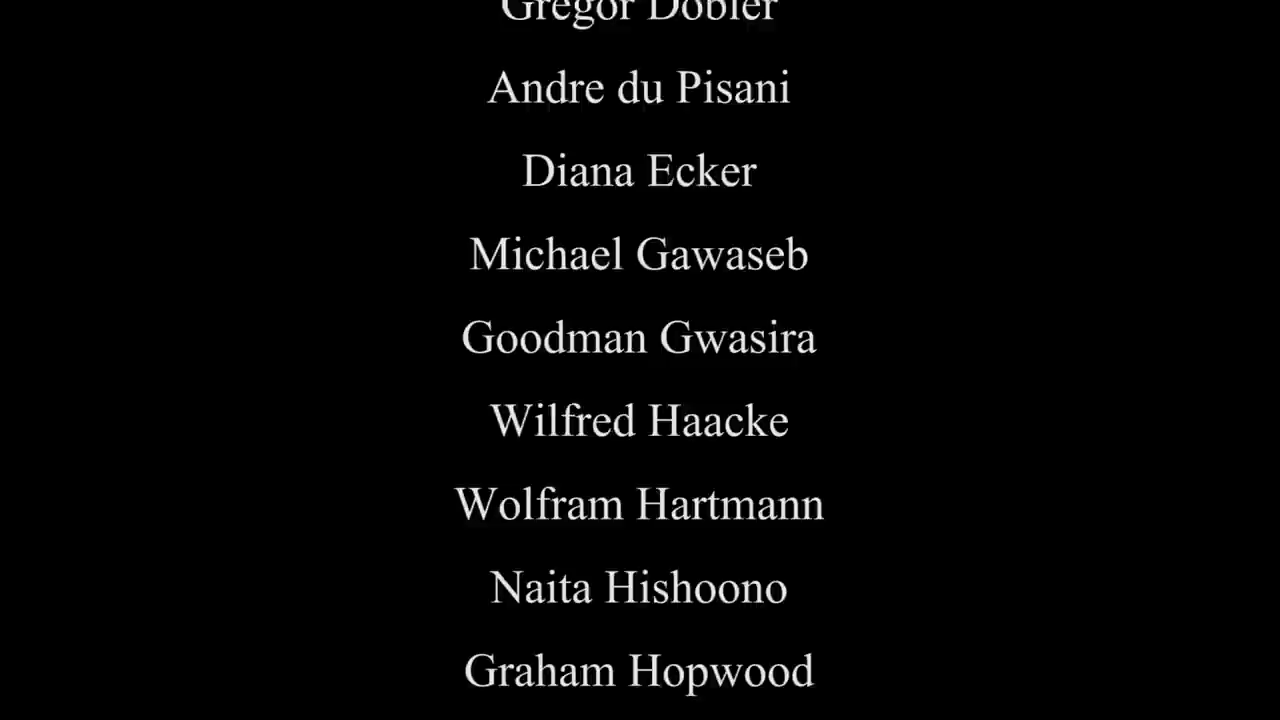 Gregor Dobler
Andre du Pisani
Diana Ecker
Michael Gawaseb
Goodman Gwasira
Wilfred Haacke
Wolfram Hartmann
Naita Hishoono
Graham Hopwood